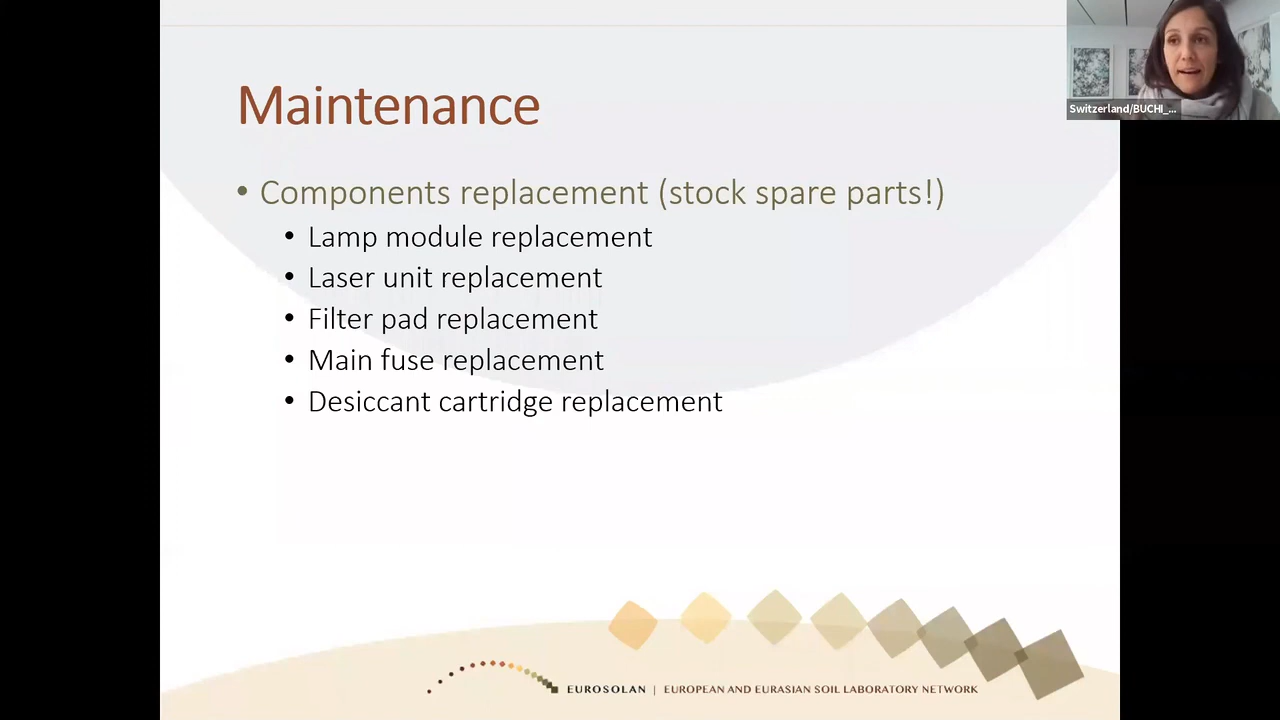 Maintenance
• Components replacement (stock spare parts!)
• Lamp module replacement
• Laser unit replacement
• Filter pad replacement
• Main fuse replacement
• Desiccant cartridge replacement
Switzerland/BUCHI_...
EUROSOLAN | EUROPEAN AND EURASIAN SOIL LABORATORY NETWORK